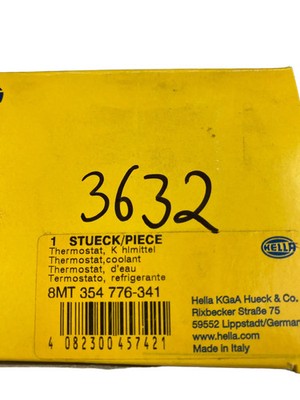 3632
1 STUECK/PIECE
Thermostat, K hlmittel
Thermostat,coolant
Thermostat, d'eau
Termostato, refrigerante
8MT 354 776-341
4 082300 457421
HELLA
Hella KGaA Hueck & Co.
Rixbecker Straße 75
59552 Lippstadt/Germany
www.hella.com
Made in Italy